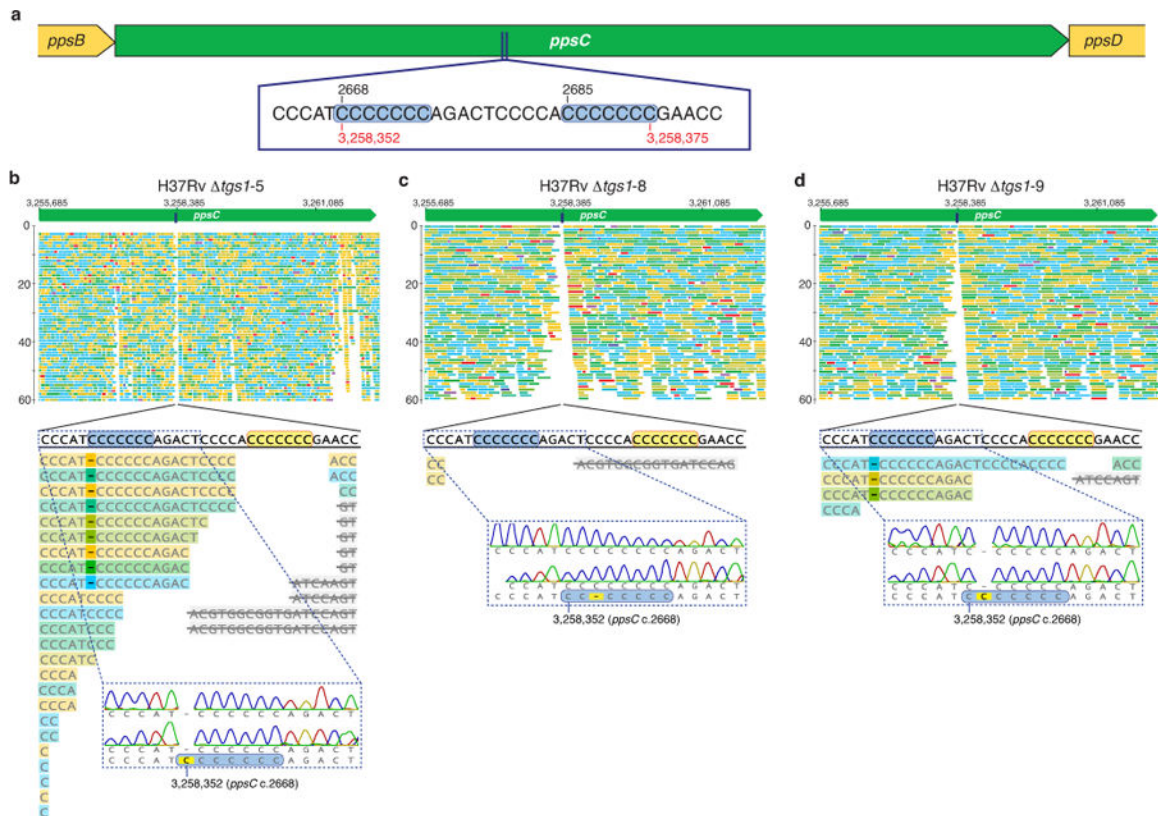 a
ppsB
ppsC
ppsD
2668
2685
CCCATCCCCCCCAGACTCCCCACCCCCCCGAACC
3,258,352
3,258,375
b
H37Rv Δtgs1-5
3,255,685
3,258,385
3,261,085
ppsC
0
20
40
60
CCCATCCCCCCCAGACTCCCCACCCCCCCGAACC
CCCAT-CCCCCCAGACTCCCC
ACC
CCCAT-CCCCCCAGACTCCCC
ACC
CCCAT-CCCCCCAGACTCCCC
CC
CCCAT-CCCCCCAGACTCCCC
GT
CCCAT-CCCCCCAGACTC
GT
CCCAT-CCCCCCAGACT
GT
CCCAT-CCCCCCAGAC
GT
CCCAT-CCCCCCAGAC
GT
CCCAT-CCCCCCAGAC
ATCAAGT
CCCATCCCC
ATCCAGT
CCCATCCCC
ACGTGGCGGTGATCCAGT
CCCATCCC
ACGTGGCGGTGATCCAGT
CCCATCCC
CCCATC
CCCA
CCCA
CCCA
CC
CC
C
C
C
C
C
CCCAT-CCCCCCAGACT
CCCAT-CCCCCCAGACT
CCCATCCCCCCCAGACT
3,258,352 (ppsC c.2668)
c
H37Rv Δtgs1-8
3,255,685
3,258,385
3,261,085
ppsC
0
20
40
60
CCCATCCCCCCCAGACTCCCCACCCCCCCGAACC
CC
ACGTGGCGGTGATCCAG
CC
CCCATCCCCCCCCAGACT
CATCCCCCCCCAGACT
CCCATCC-CCCCCAGACT
3,258,352 (ppsC c.2668)
d
H37Rv Δtgs1-9
3,255,685
3,258,385
3,261,085
ppsC
0
20
40
60
CCCATCCCCCCCAGACTCCCCACCCCCCCGAACC
CCCAT-CCCCCCAGACTCCCCACCCC
ACC
CCCAT-CCCCCCAGAC
ATCCAGT
CCCAT-CCCCCCAGAC
CCCA
CCCATC-CCCCCAGACT
CCCATC-CCCCCAGACT
CCCATCCCCCCCAGACT
3,258,352 (ppsC c.2668)